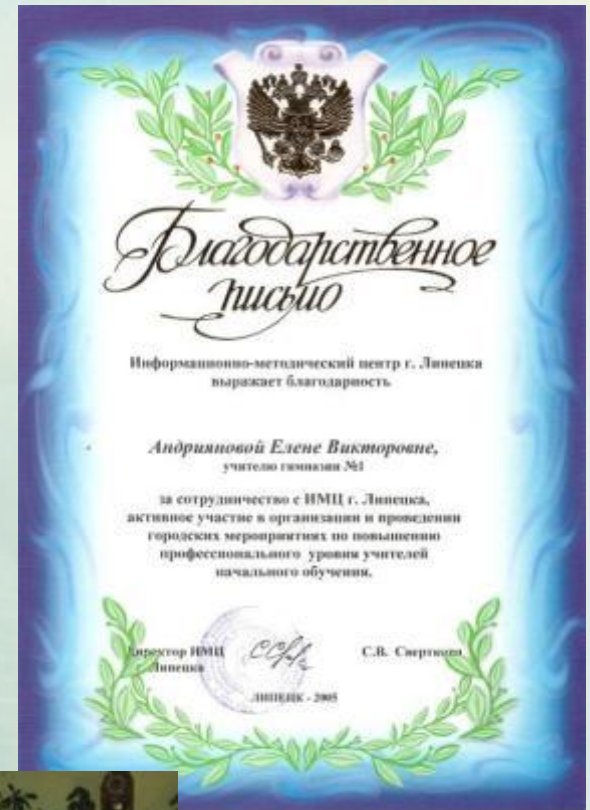 Благодарственное
письмо
Информационно-методический центр г. Липецка
выражает благодарность
Андрияновой Елене Викторовне,
учителю гимназии №1
за сотрудничество с ИМЦ г. Липецка,
активное участие в организации и проведении
городских мероприятиях по повышению
профессионального уровня учителей
начального обучения.
Директор ИМЦ
Липецка
С.В.
ЛИПЕЦК - 2005